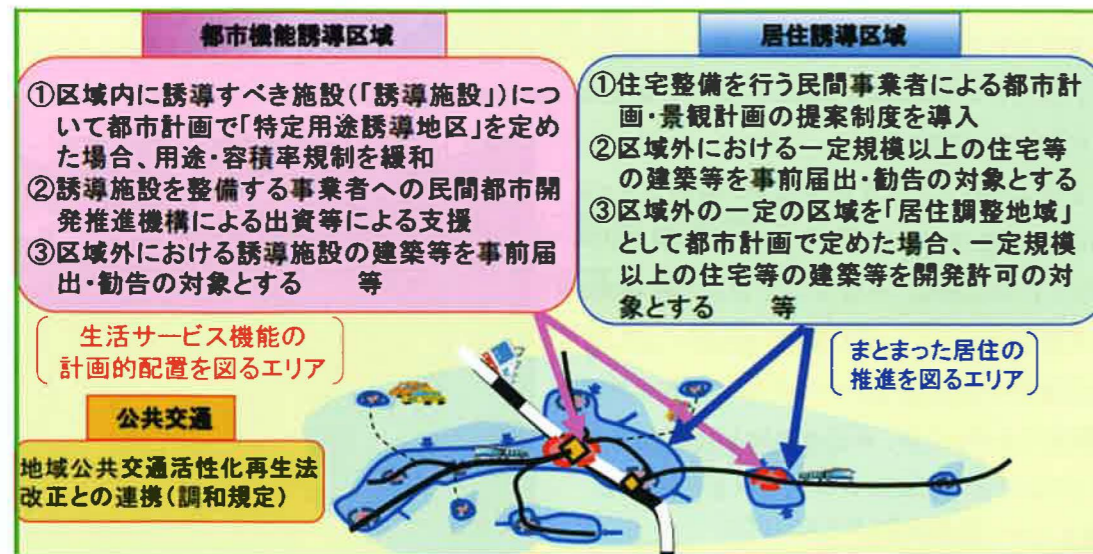 都市機能誘導区域
①区域内に誘導すべき施設(「誘導施設」)につ
いて都市計画で「特定用途誘導地区」を定め
た場合、用途・容積率規制を緩和
②誘導施設を整備する事業者への民間都市開
発推進機構による出資等による支援
③区域外における誘導施設の建築等を事前届
出・勧告の対象とする　　等
生活サービス機能の
計画的配置を図るエリア
居住誘導区域
①住宅整備を行う民間事業者による都市計
画・景観計画の提案制度を導入
②区域外における一定規模以上の住宅等
の建築等を事前届出・勧告の対象とする
③区域外の一定の区域を「居住調整地域」
として都市計画で定めた場合、一定規模
以上の住宅等の建築等を開発許可の対
象とする　　等
まとまった居住の
推進を図るエリア
公共交通
地域公共交通活性化再生法
改正との連携(調和規定)